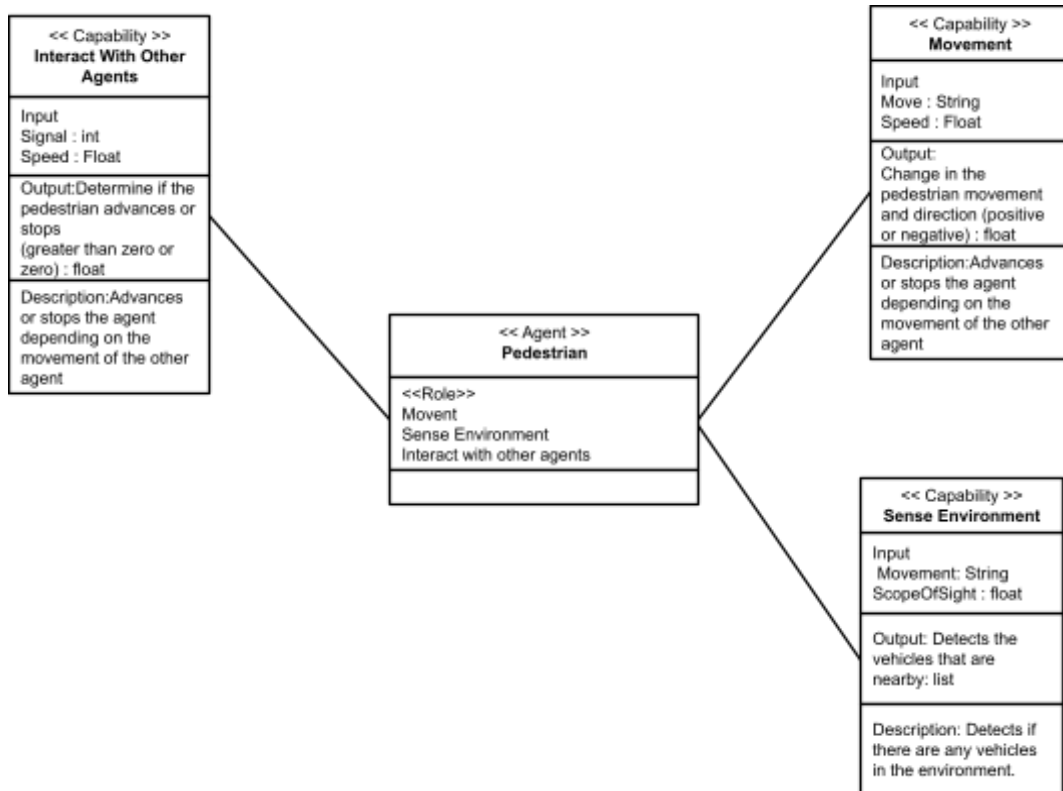 << Capability >>
Interact With Other
Agents
Input
Signal : int
Speed : Float
Output:Determine if the
pedestrian advances or
stops
(greater than zero or
zero) : float
Description:Advances
or stops the agent
depending on the
movement of the other
agent
<< Agent >>
Pedestrian
<<Role>>
Movent
Sense Environment
Interact with other agents
<< Capability >>
Movement
Input
Move : String
Speed : Float
Output:
Change in the
pedestrian movement
and direction (positive
or negative) : float
Description:Advances
or stops the agent
depending on the
movement of the other
agent
<< Capability >>
Sense Environment
Input
Movement: String
ScopeOfSight : float
Output: Detects the
vehicles that are
nearby: list
Description: Detects if
there are any vehicles
in the environment.